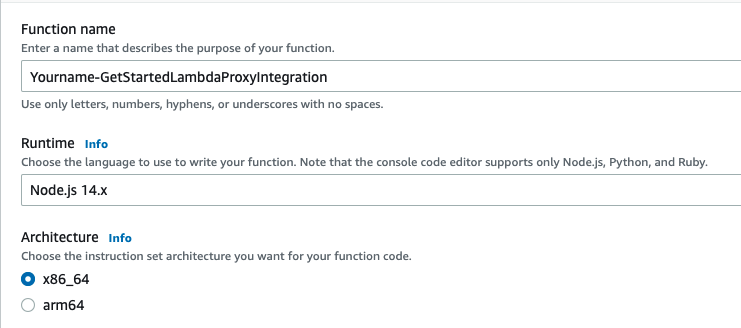 Function name
Enter a name that describes the purpose of your function.
Yourname-GetStartedLambdaProxyIntegration
Use only letters, numbers, hyphens, or underscores with no spaces.
Runtime Info
Choose the language to use to write your function. Note that the console code editor supports only Node.js, Python, and Ruby.
Node.js 14.x
Architecture Info
Choose the instruction set architecture you want for your function code.
x86_64
arm64